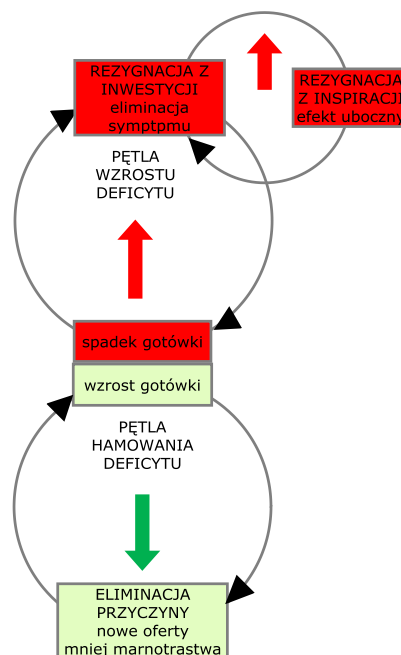 REZYGNACJA Z
INWESTYCJI
eliminacja
symptpmu
REZYGNACJA
Z INSPIRACJI
efekt uboczny
PĘTLA
WZROSTU
DEFICYTU
spadek gotówki
wzrost gotówki
PĘTLA
HAMOWANIA
DEFICYTU
ELIMINACJA
PRZYCZYNY
nowe oferty
mniej marnotrastwa